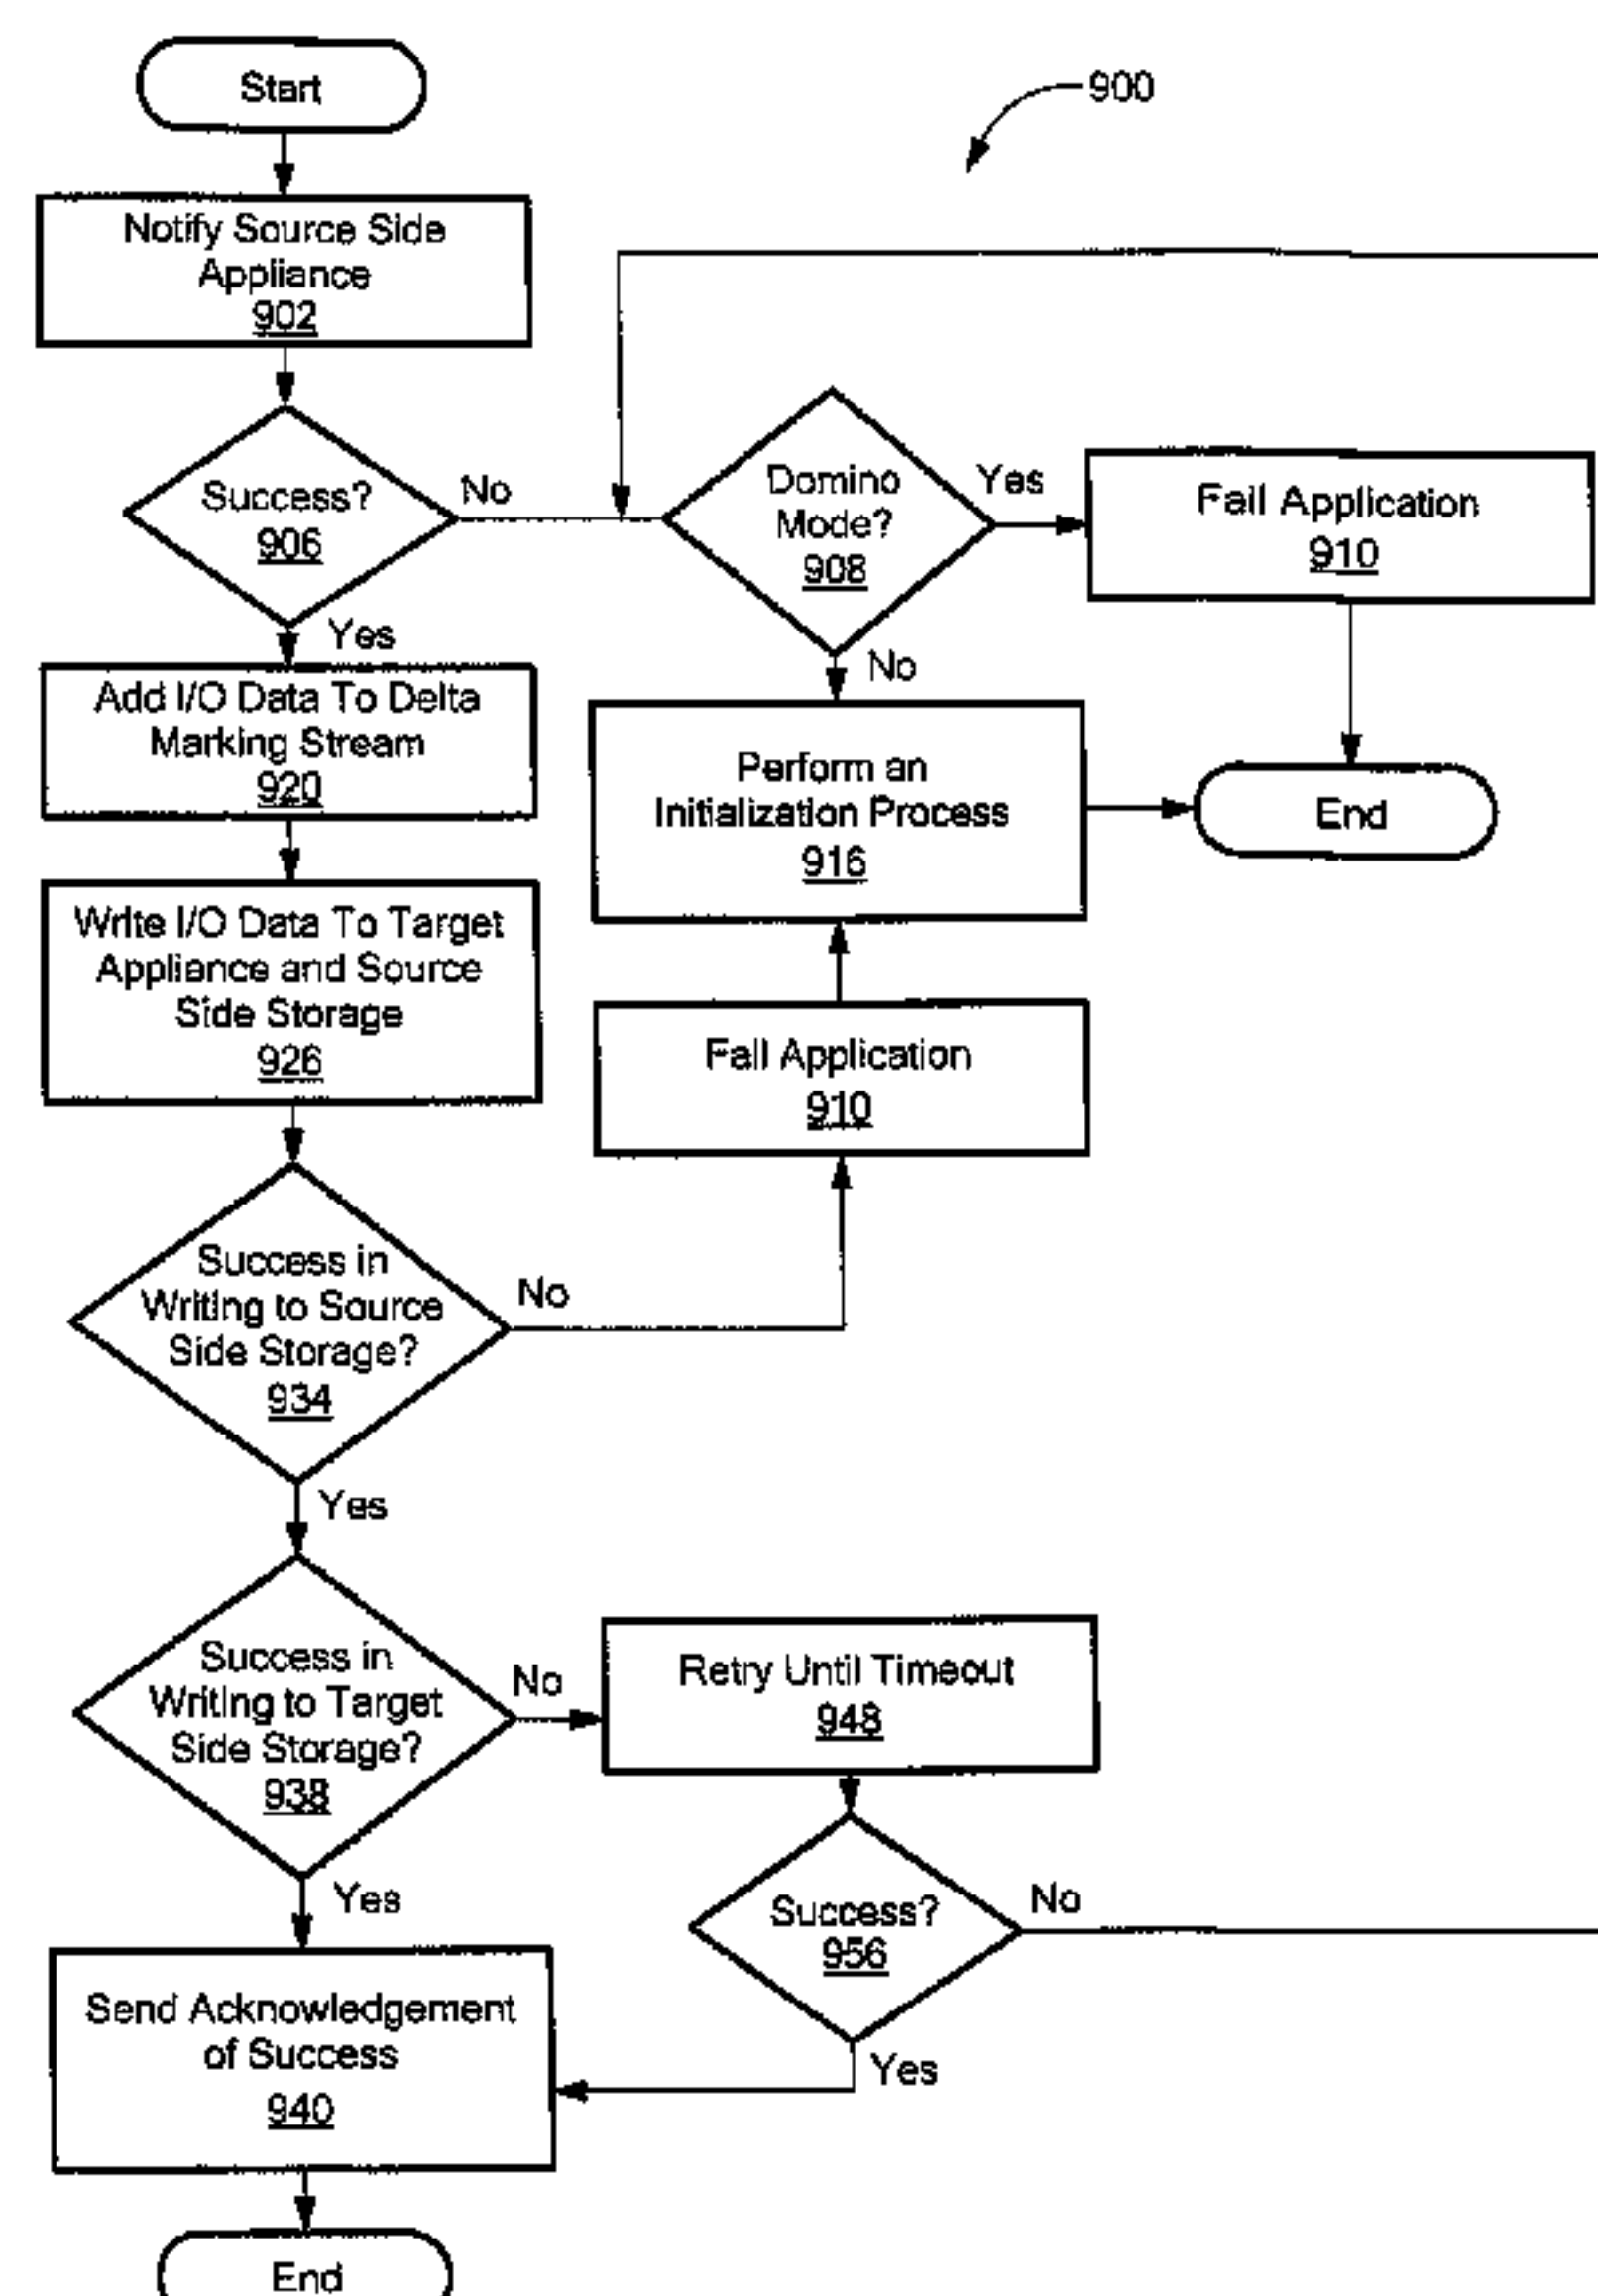 Start
900
Notify Source Side
Appliance
902
Success?
906
No
Domino
Mode?
908
Yes
Fail Application
910
Yes
No
Add I/O Data To Delta
Marking Stream
920
Perform an
Initialization Process
916
End
Write I/O Data To Target
Appliance and Source
Side Storage
926
Fail Application
910
Success in
Writing to Source
Side Storage?
934
No
Yes
Success in
Writing to Target
Side Storage?
938
No
Retry Until Timeout
948
Yes
Success?
956
No
Send Acknowledgement
of Success
940
Yes
End